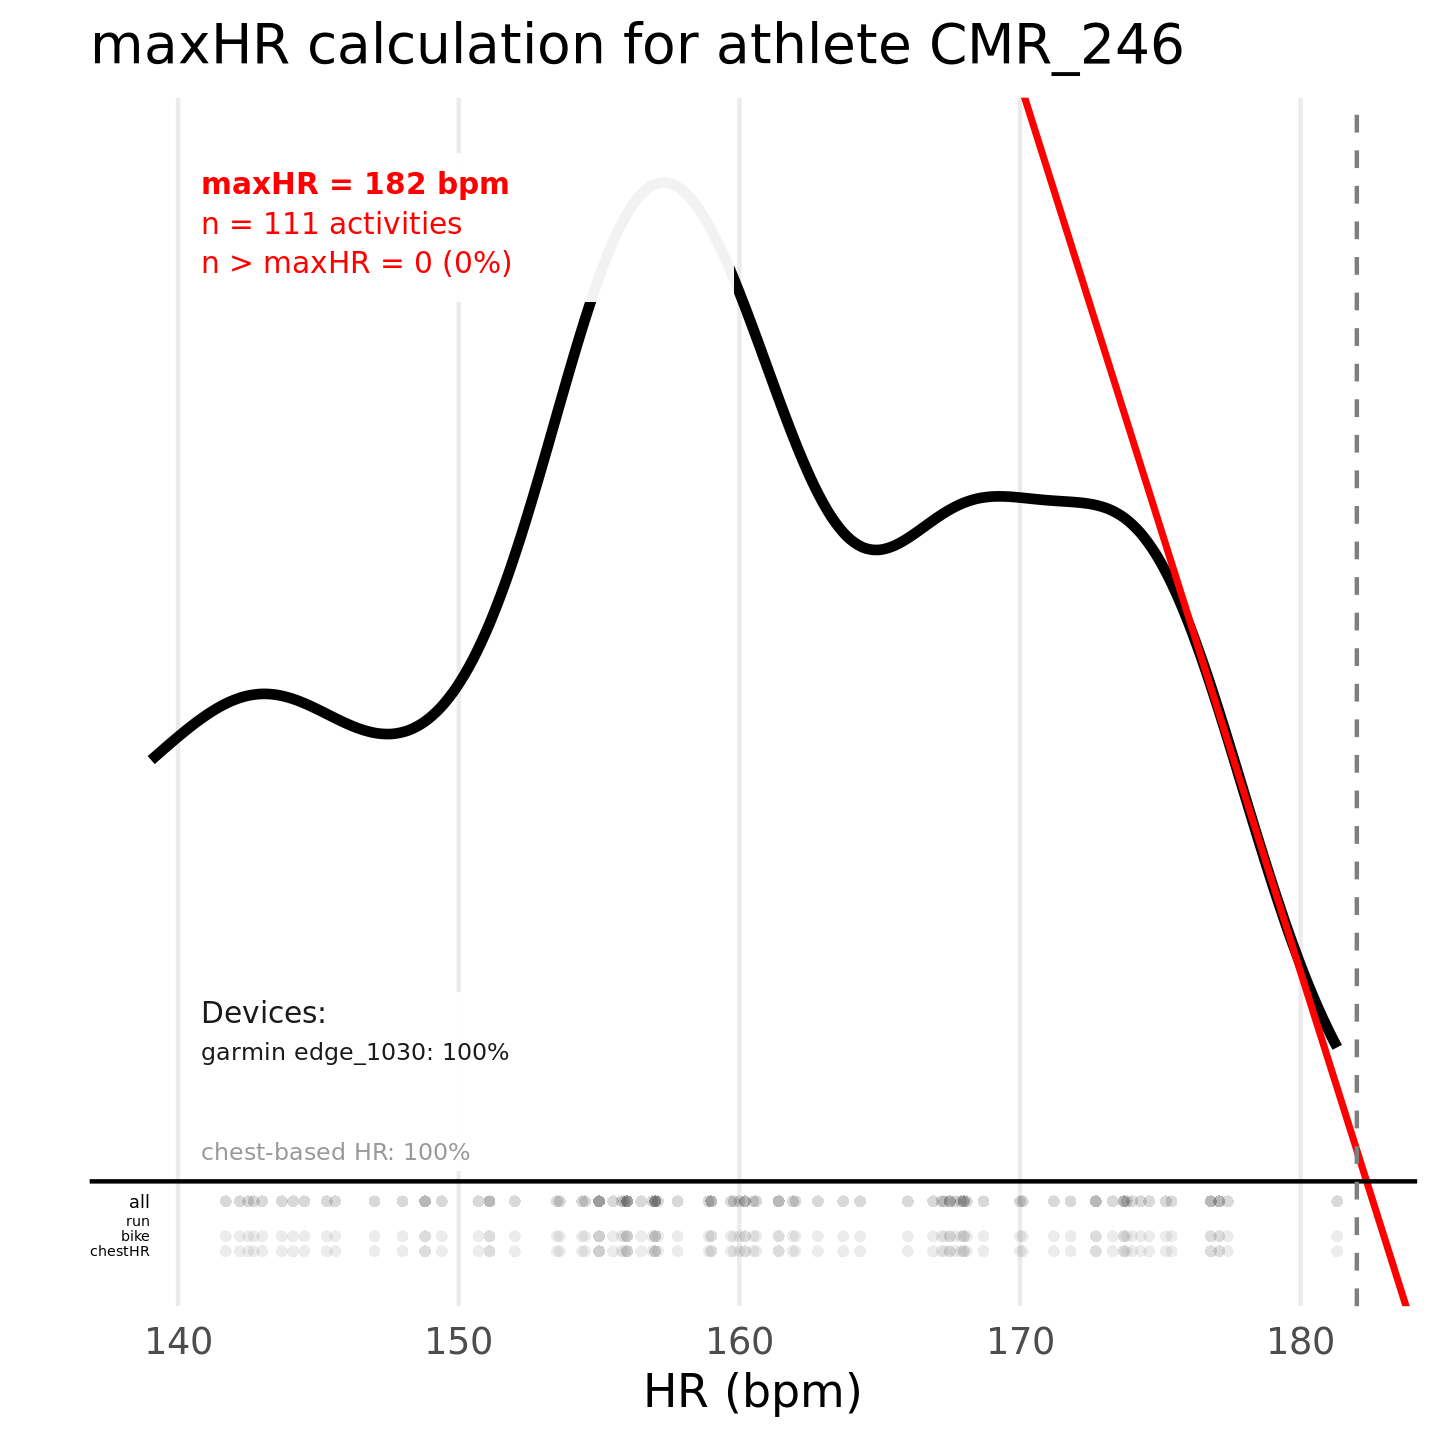 maxHR calculation for athlete CMR_246
maxHR = 182 bpm
n = 111 activities
n > maxHR = 0 (0%)
Devices:
garmin edge_1030: 100%
chest-based HR: 100%
all
run
bike
chestHR
140 150 160 170 180
HR (bpm)